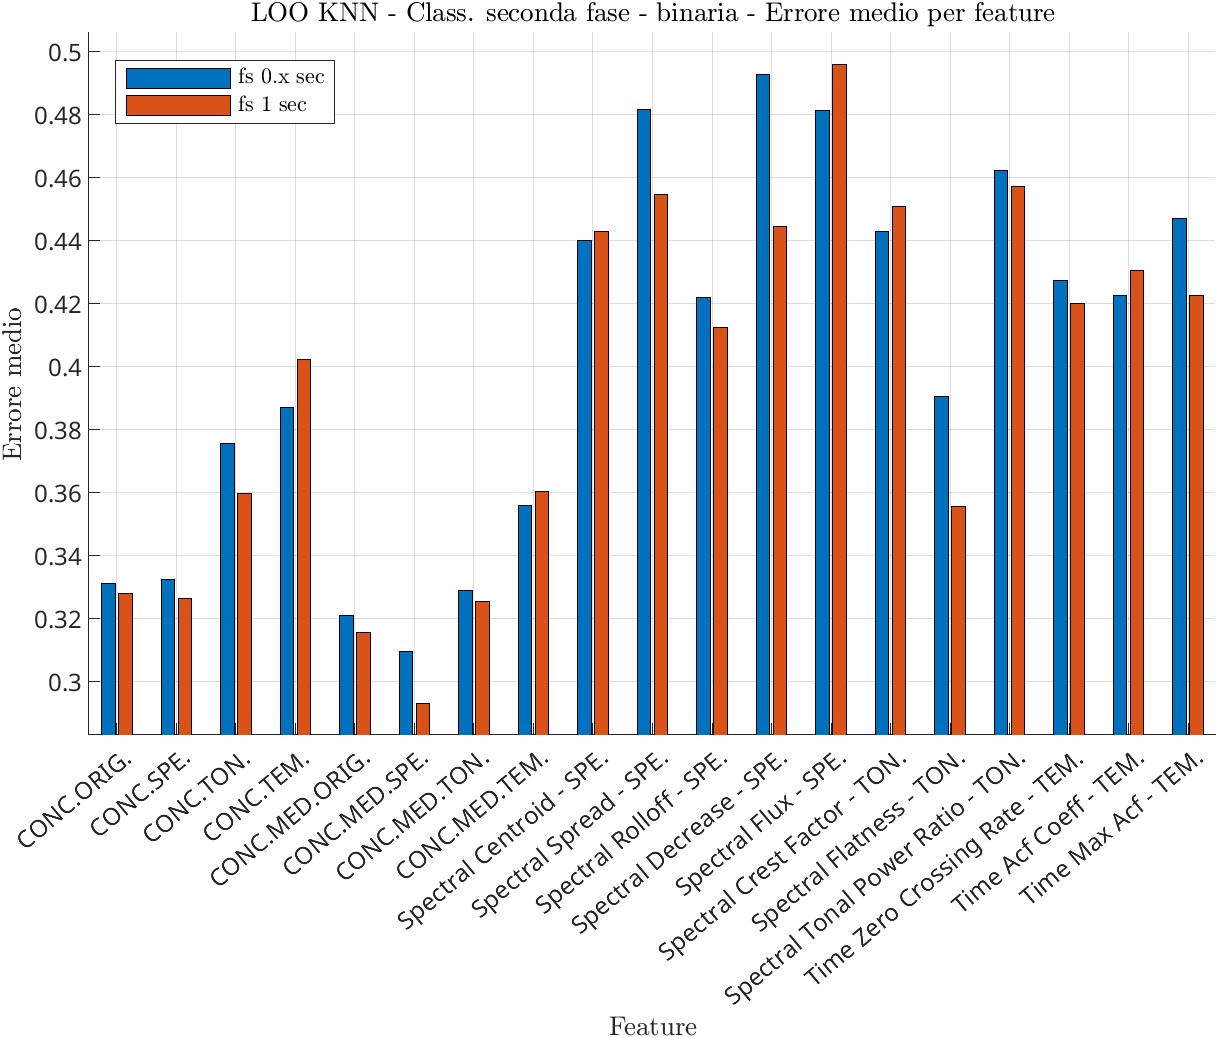 LOO KNN - Class. seconda fase - binaria - Errore medio per feature
fs 0.x sec
fs 1 sec
0.5
0.48
0.46
0.44
0.42
0.4
0.38
0.36
0.34
0.32
0.3
Errore medio
CONC.ORIG.
CONC.SPE.
CONC.TON.
CONC.TEM.
CONC.MED.ORIG.
CONC.MED.SPE.
CONC.MED.TON.
CONC.MED.TEM.
Spectral Centroid - SPE.
Spectral Spread - SPE.
Spectral Rolloff - SPE.
Spectral Decrease - SPE.
Spectral Flux - SPE.
Spectral Crest Factor - TON.
Spectral Flatness - TON.
Spectral Tonal Power Ratio - TON.
Time Zero Crossing Rate - TEM.
Time Acf Coeff - TEM.
Time Max Acf - TEM.
Feature